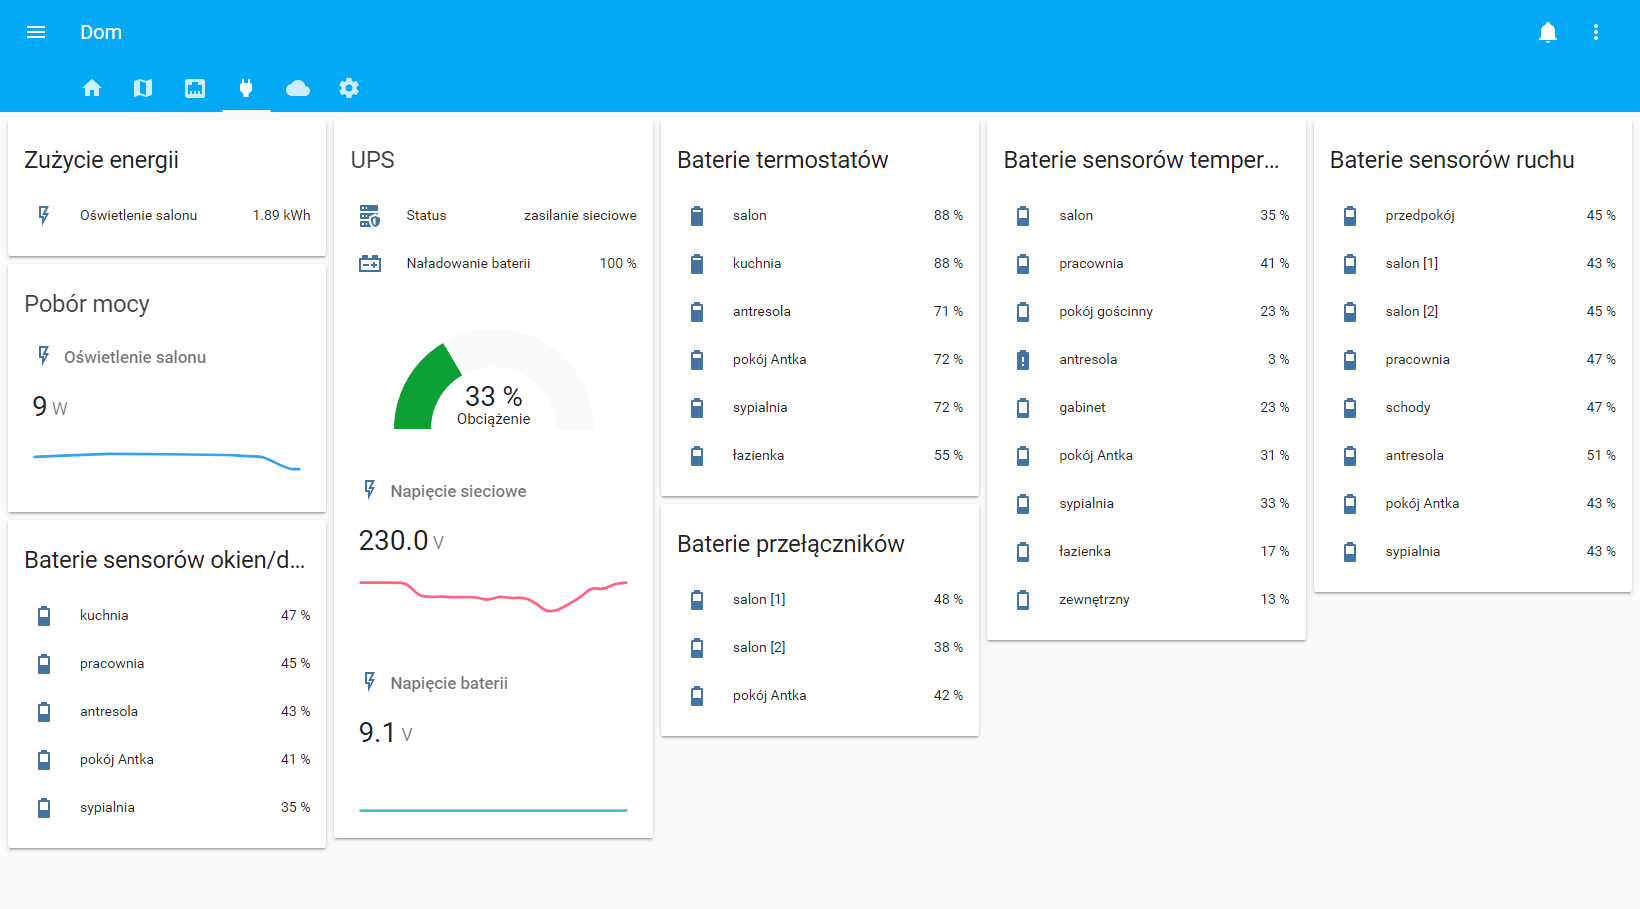 Dom
Zużycie energii
Oświetlenie salonu 1.89 kWh
Pobór mocy
Oświetlenie salonu
9 W
Baterie sensorów okien/d...
kuchnia 47 %
pracownia 45 %
antresola 43 %
pokój Antka 41 %
sypialnia 35 %
UPS
Status zasilanie sieciowe
Naładowanie baterii 100 %
33 %
Obciążenie
Napięcie sieciowe
230.0 V
Napięcie baterii
9.1 V
Baterie termostatów
salon 88 %
kuchnia 88 %
antresola 71 %
pokój Antka 72 %
sypialnia 72 %
łazienka 55 %
Baterie przełączników
salon [1] 48 %
salon [2] 38 %
pokój Antka 42 %
Baterie sensorów temper...
salon 35 %
pracownia 41 %
pokój gościnny 23 %
antresola 3 %
gabinet 23 %
pokój Antka 31 %
sypialnia 33 %
łazienka 17 %
zewnętrzny 13 %
Baterie sensorów ruchu
przedpokój 45 %
salon [1] 43 %
salon [2] 45 %
pracownia 47 %
schody 47 %
antresola 51 %
pokój Antka 43 %
sypialnia 43 %